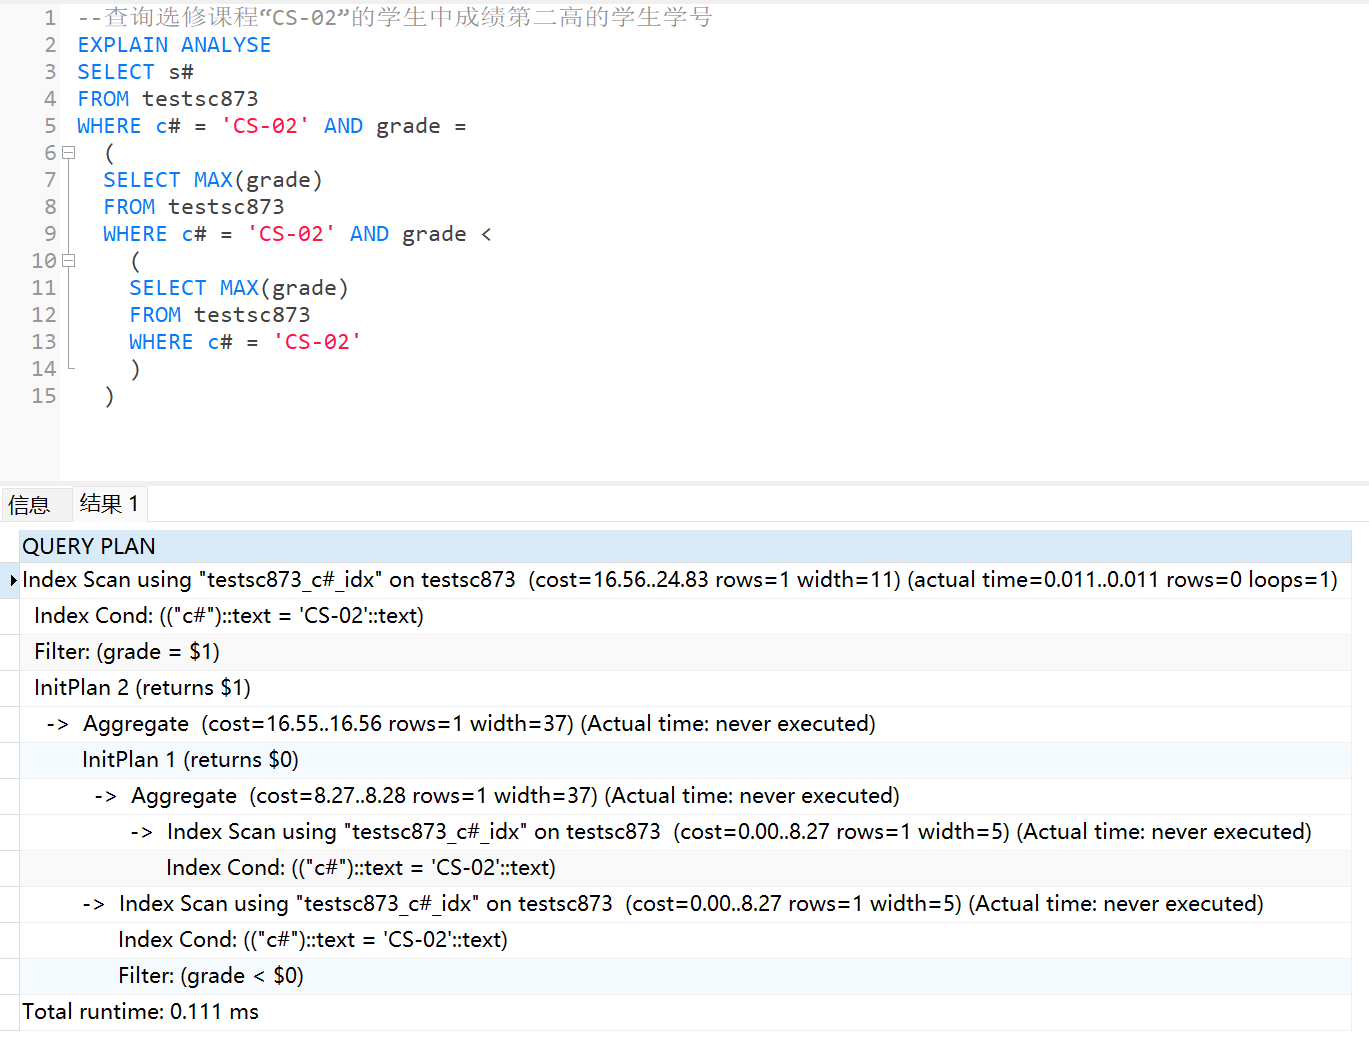 1 --查询选修课程“CS-02”的学生中成绩第二高的学生学号
2 EXPLAIN ANALYSE
3 SELECT s#
4 FROM testsc873
5 WHERE c# = 'CS-02' AND grade =
6 (
7 SELECT MAX(grade)
8 FROM testsc873
9 WHERE c# = 'CS-02' AND grade <
10 (
11 SELECT MAX(grade)
12 FROM testsc873
13 WHERE c# = 'CS-02'
14 )
15 )
信息 结果 1
QUERY PLAN
Index Scan using "testsc873_c#_idx" on testsc873 (cost=16.56..24.83 rows=1 width=11) (actual time=0.011..0.011 rows=0 loops=1)
Index Cond: (("c#")::text = 'CS-02'::text)
Filter: (grade = $1)
InitPlan 2 (returns $1)
-> Aggregate (cost=16.55..16.56 rows=1 width=37) (Actual time: never executed)
InitPlan 1 (returns $0)
-> Aggregate (cost=8.27..8.28 rows=1 width=37) (Actual time: never executed)
-> Index Scan using "testsc873_c#_idx" on testsc873 (cost=0.00..8.27 rows=1 width=5) (Actual time: never executed)
Index Cond: (("c#")::text = 'CS-02'::text)
-> Index Scan using "testsc873_c#_idx" on testsc873 (cost=0.00..8.27 rows=1 width=5) (Actual time: never executed)
Index Cond: (("c#")::text = 'CS-02'::text)
Filter: (grade < $0)
Total runtime: 0.111 ms